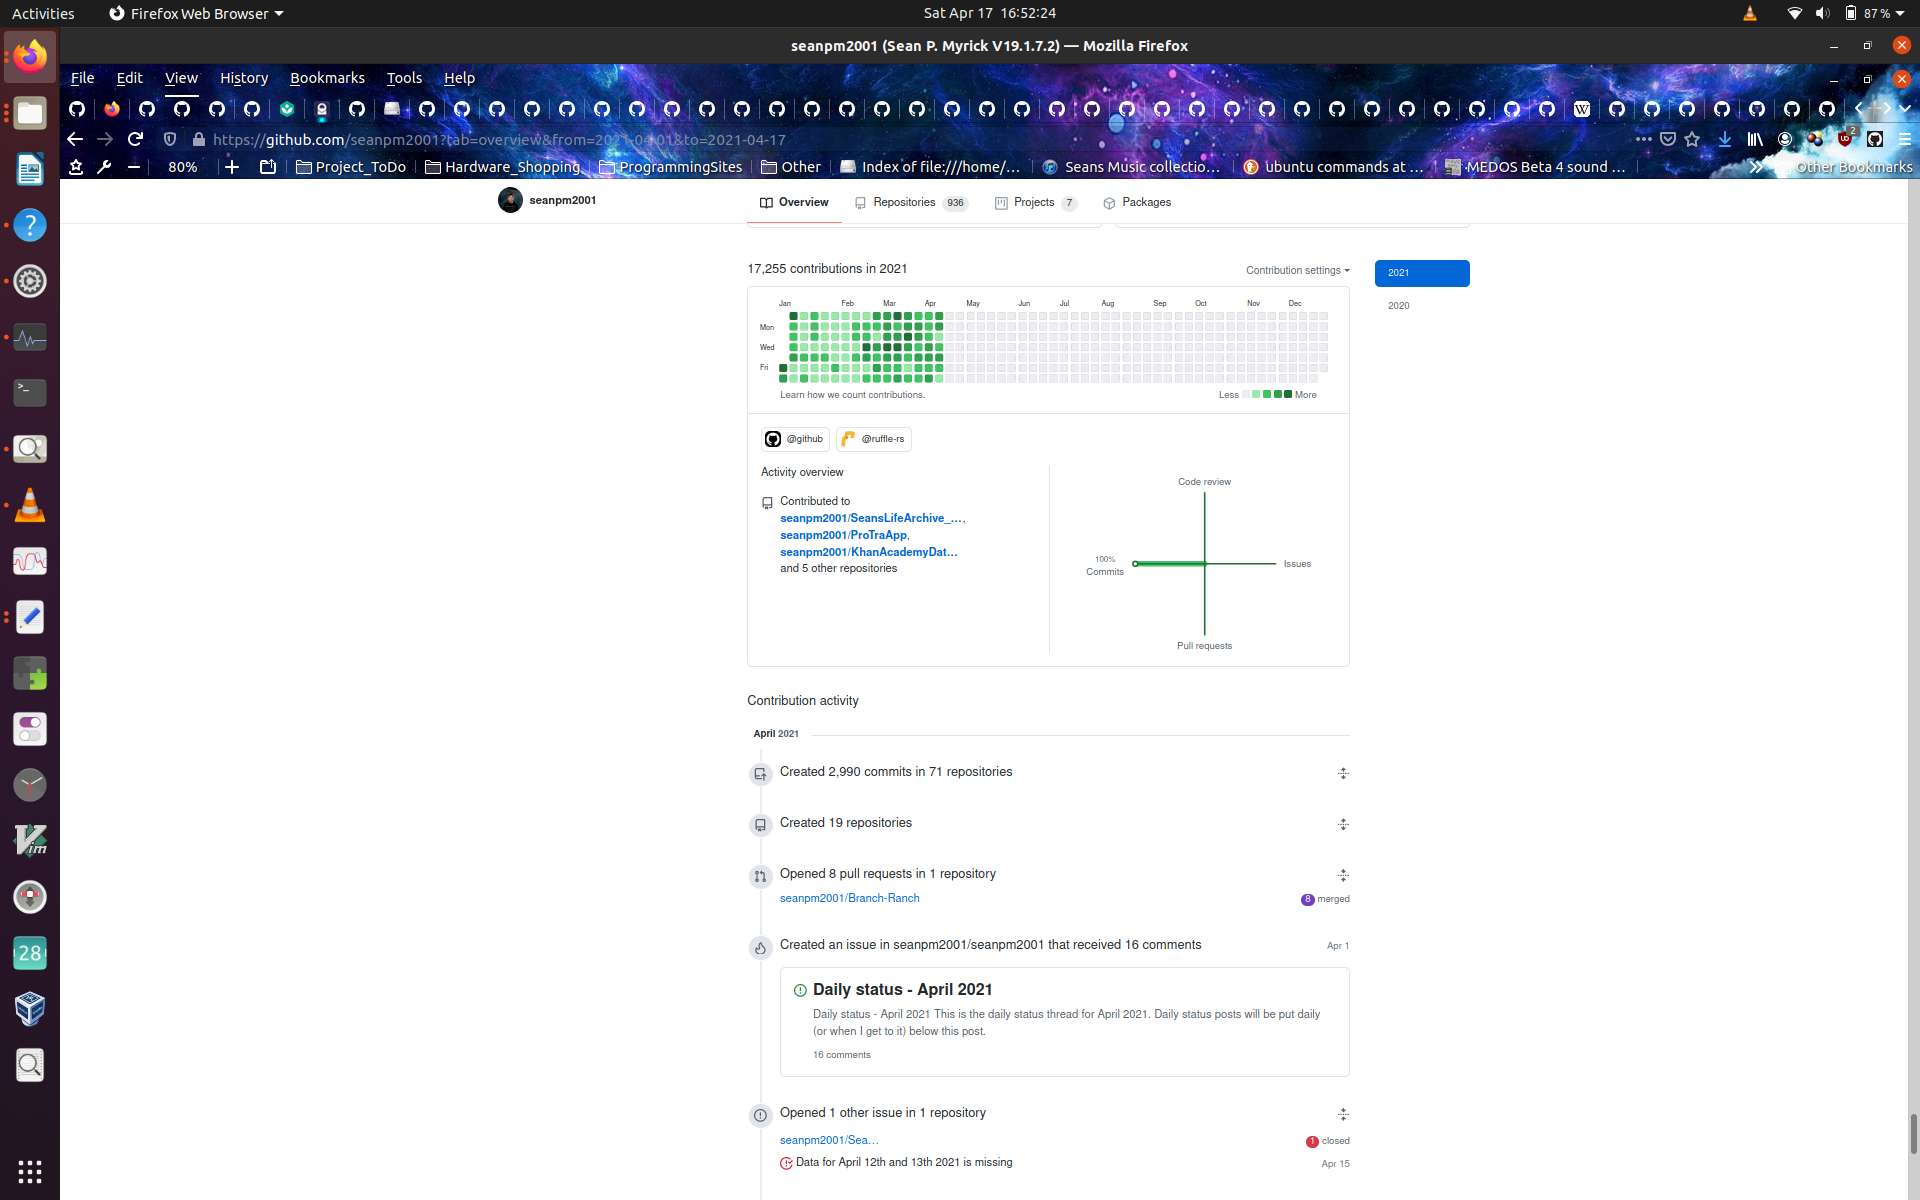 Activities
Firefox Web Browser
Sat Apr 17 16:52:24
87 %
seanpm2001 (Sean P. Myrick V19.1.7.2) — Mozilla Firefox
File Edit View History Bookmarks Tools Help
https://github.com/seanpm2001?tab=overview&from=2021-04-01&to=2021-04-17
2
80%
Project_ToDo
Hardware_Shopping
ProgrammingSites
Other
Index of file:///home/...
Seans Music collectio...
ubuntu commands at ...
MEDOS Beta 4 sound ...
Other Bookmarks
seanpm2001
Overview
Repositories 936
Projects 7
Packages
17,255 contributions in 2021
Contribution settings
2021
2020
Jan Feb Mar Apr May Jun Jul Aug Sep Oct Nov Dec
Mon
Wed
Fri
Learn how we count contributions.
Less More
@github
@ruffle-rs
Activity overview
Contributed to
seanpm2001/SeansLifeArchive_…,
seanpm2001/ProTraApp,
seanpm2001/KhanAcademyDat…
and 5 other repositories
Code review
100%
Commits
Issues
Pull requests
Contribution activity
April 2021
Created 2,990 commits in 71 repositories
Created 19 repositories
Opened 8 pull requests in 1 repository
seanpm2001/Branch-Ranch
8 merged
Created an issue in seanpm2001/seanpm2001 that received 16 comments
Apr 1
Daily status - April 2021
Daily status - April 2021 This is the daily status thread for April 2021. Daily status posts will be put daily
(or when I get to it) below this post.
16 comments
Opened 1 other issue in 1 repository
seanpm2001/Sea…
1 closed
Data for April 12th and 13th 2021 is missing
Apr 15
28
Vim